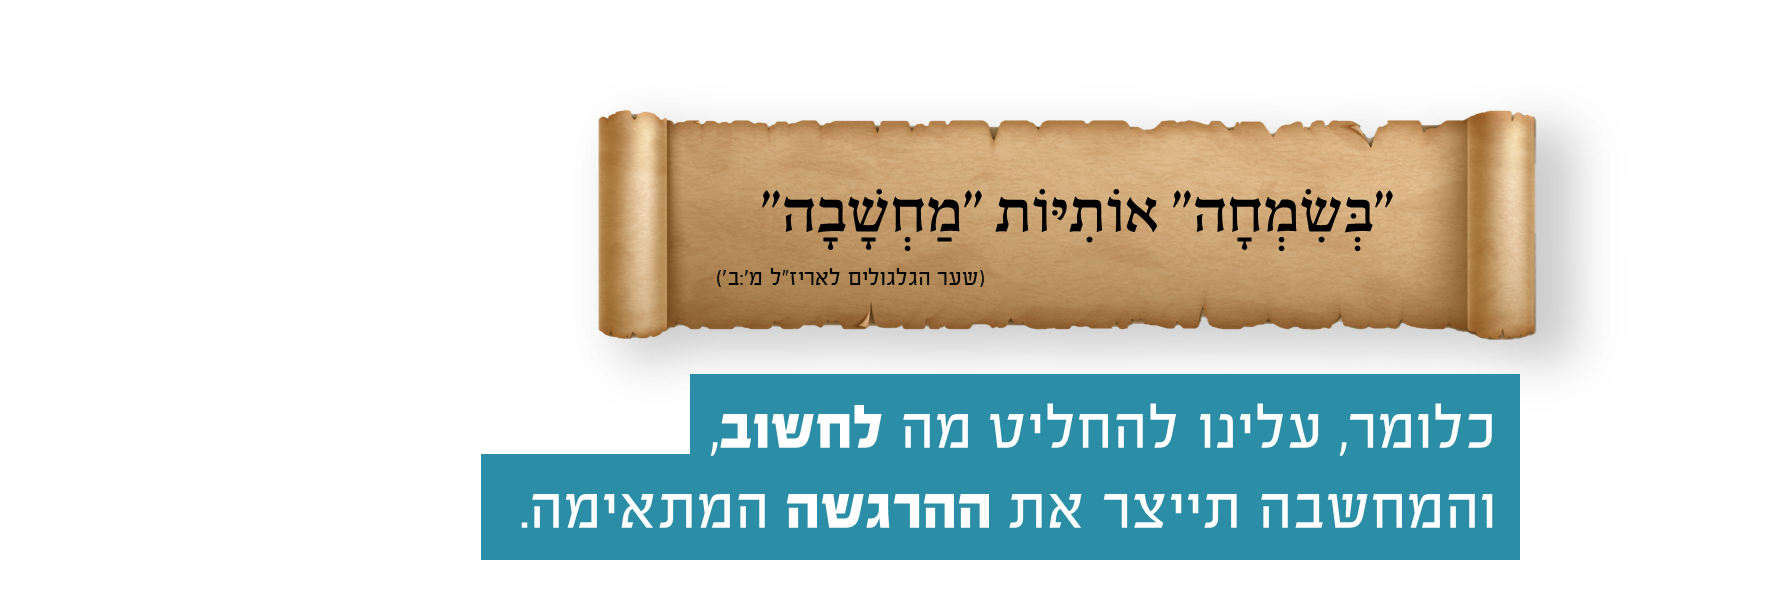 "בְּשִׂמְחָה" אוֹתִיּוֹת "מַחְשָׁבָה"
(שער הגלגולים לאריז"ל מ':ב')
כלומר, עלינו להחליט מה לחשוב,
והמחשבה תייצר את ההרגשה המתאימה.